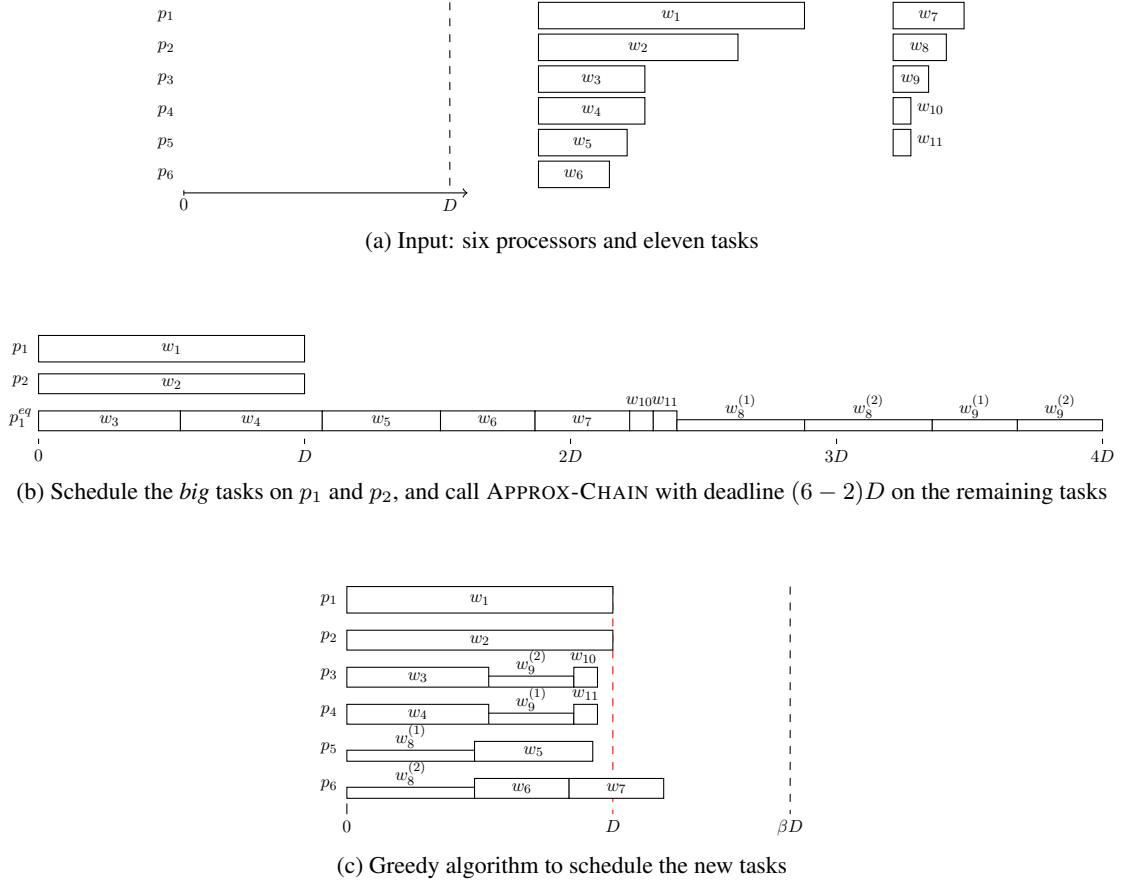 p₁ w₁ w₇
p₂ w₂ w₈
p₃ w₃ w₉
p₄ w₄ w₁₀
p₅ w₅ w₁₁
p₆ w₆
0 D
(a) Input: six processors and eleven tasks
p₁ w₁
p₂ w₂
p₁^{eq} w₃ w₄ w₅ w₆ w₇ w₁₀ w₁₁ w₈^{(1)} w₈^{(2)} w₉^{(1)} w₉^{(2)}
0 D 2D 3D 4D
(b) Schedule the big tasks on p₁ and p₂, and call APPROX-CHAIN with deadline (6 − 2)D on the remaining tasks
p₁ w₁
p₂ w₂
p₃ w₃ w₉^{(2)} w₁₀
p₄ w₄ w₉^{(1)} w₁₁
p₅ w₈^{(1)} w₅
p₆ w₈^{(2)} w₆ w₇
0 D βD
(c) Greedy algorithm to schedule the new tasks